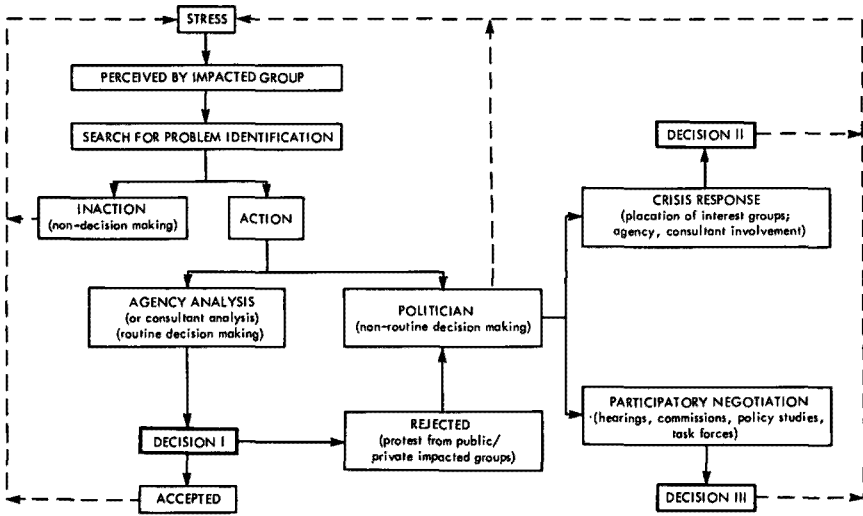 STRESS
PERCEIVED BY IMPACTED GROUP
SEARCH FOR PROBLEM IDENTIFICATION
INACTION
(non-decision making)
ACTION
AGENCY ANALYSIS
(or consultant analysis)
(routine decision making)
POLITICIAN
(non-routine decision making)
DECISION I
REJECTED
(protest from public/
private impacted groups)
ACCEPTED
DECISION II
CRISIS RESPONSE
(placation of interest groups;
agency, consultant involvement)
PARTICIPATORY NEGOTIATION
(hearings, commissions, policy studies,
task forces)
DECISION III